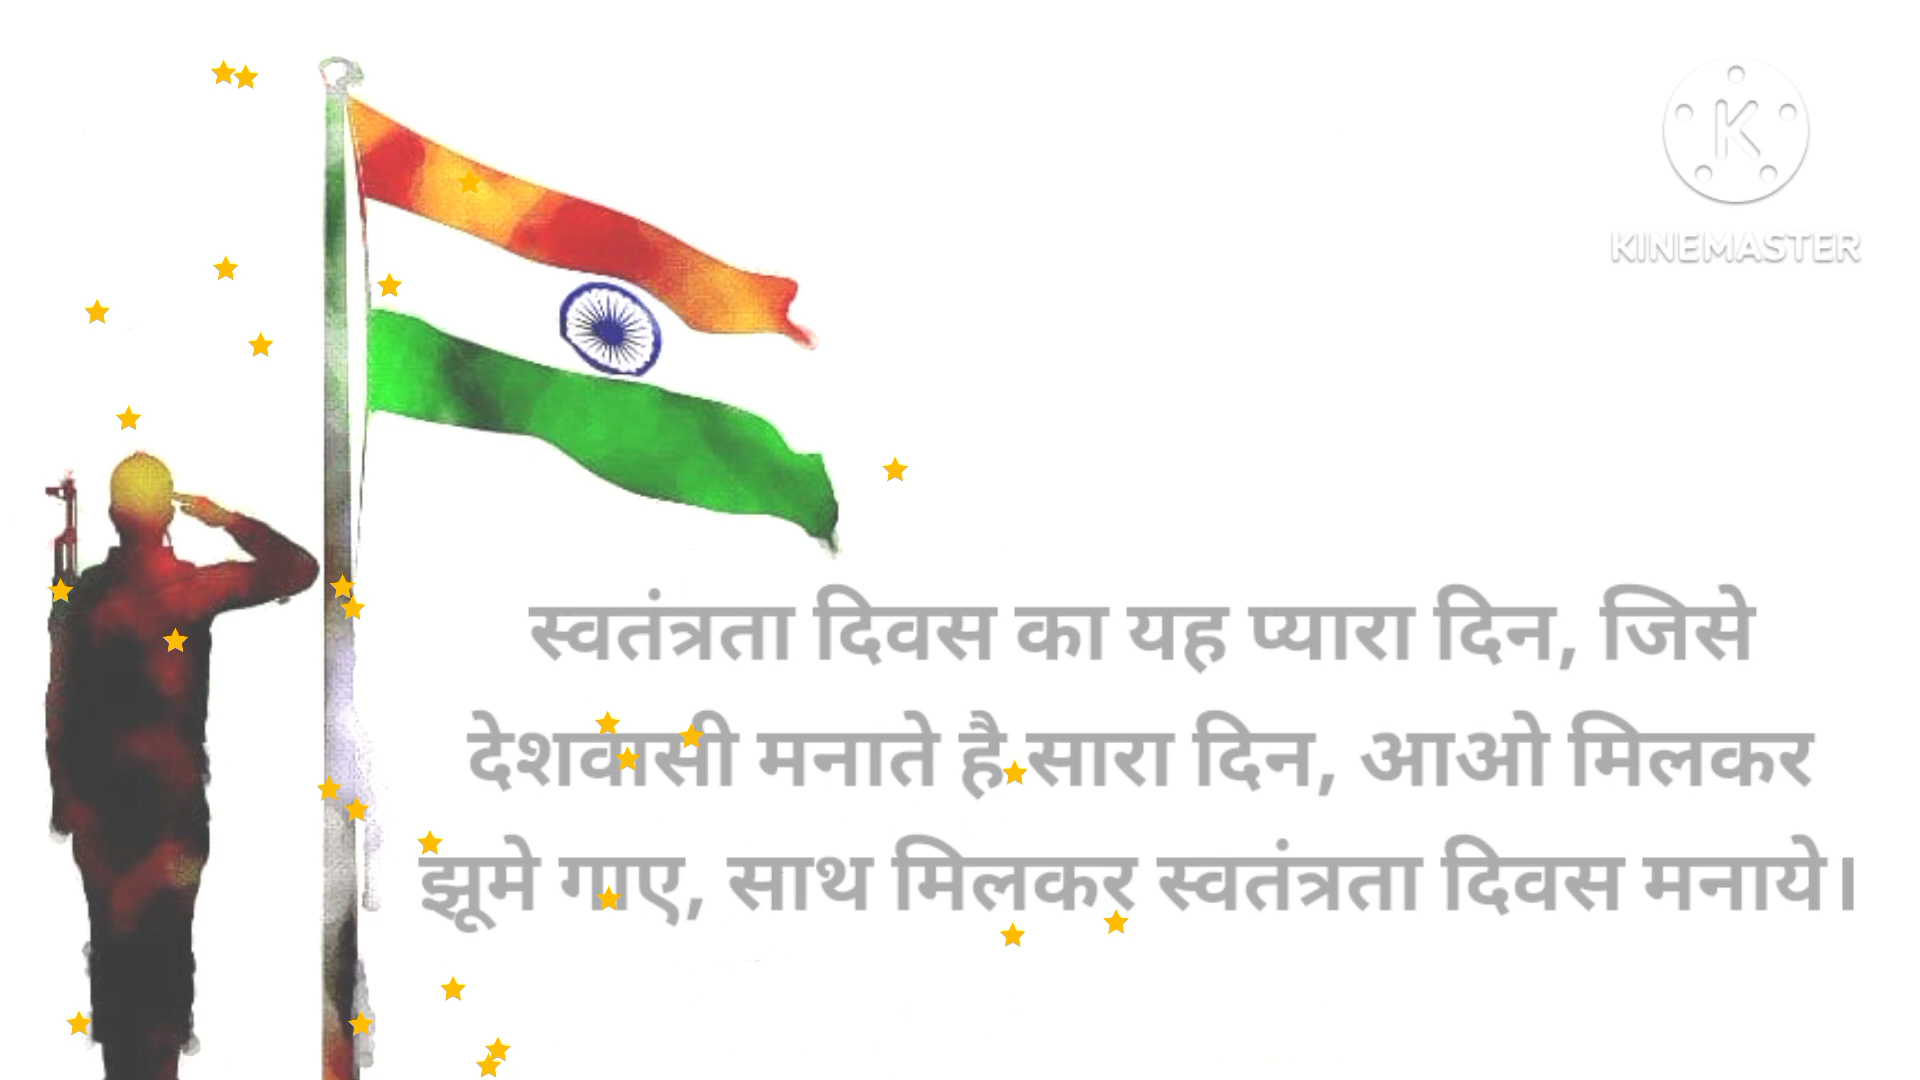 K
KINEMASTER
स्वतंत्रता दिवस का यह प्यारा दिन, जिसे
देशवासी मनाते है सारा दिन, आओ मिलकर
झूमे गाए, साथ मिलकर स्वतंत्रता दिवस मनाये।